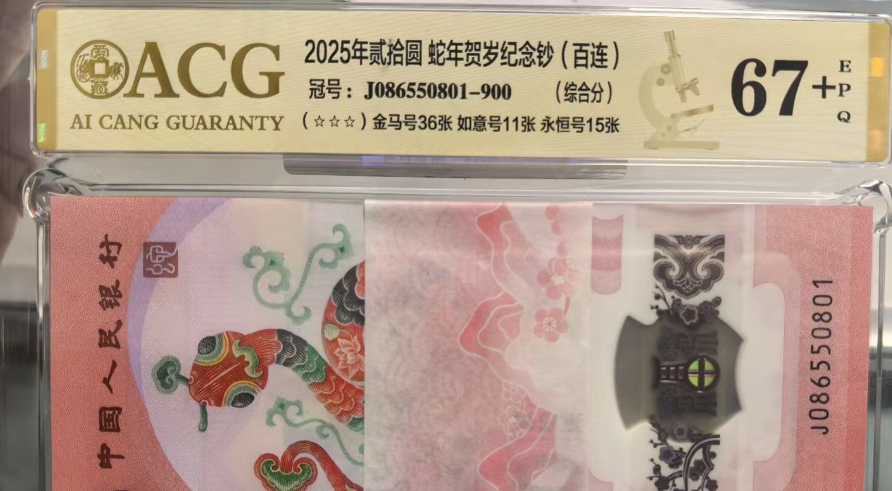 ACG
AI CANG GUARANTY
2025年贰拾圆 蛇年贺岁纪念钞(百连)
冠号: J086550801-900 (综合分)
(☆☆☆) 金马号36张 如意号11张 永恒号15张
67+
EPQ
中国人民银行
J086550801